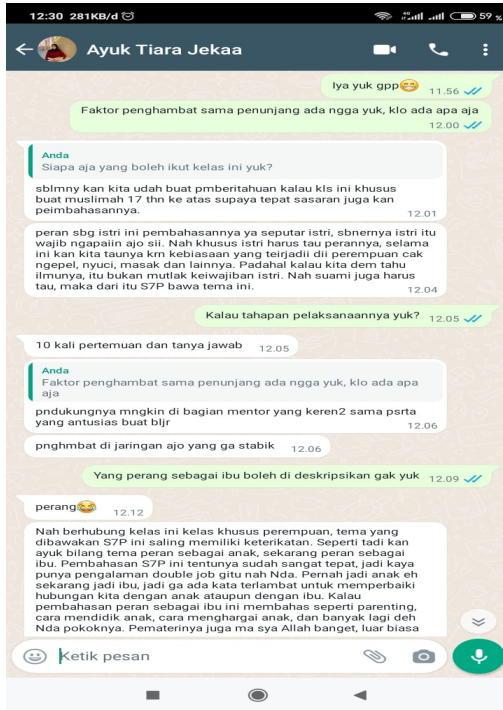 12:30 281KB/d
4G
59 %
Ayuk Tiara Jekaa
Iya yuk gpp😁 11.56
Faktor penghambat sama penunjang ada ngga yuk, klo ada apa aja
12.00
Anda
Siapa aja yang boleh ikut kelas ini yuk?
sblmny kan kita udah buat pmberitahuan kalau kls ini khusus
buat muslimah 17 thn ke atas supaya tepat sasaran juga kan
peimbahasannya.
12.01
peran sbg istri ini pembahasannya ya seputar istri, sbnernya istri itu
wajib ngapaiin ajo sii. Nah khusus istri harus tau perannya, selama
ini kan kita taunya krn kebiasaan yang teirjadii dii perempuan cak
ngepel, nyuci, masak dan lainnya. Padahal kalau kita dem tahu
ilmunya, itu bukan mutlak keiwajiban istri. Nah suami juga harus
tau, maka dari itu S7P bawa tema ini.
12.04
Kalau tahapan pelaksanaannya yuk? 12.05
10 kali pertemuan dan tanya jawab 12.05
Anda
Faktor penghambat sama penunjang ada ngga yuk, klo ada apa
aja
pndukungnya mngkin di bagian mentor yang keren2 sama psrta
yang antusias buat bljr
12.06
pnghmbat di jaringan ajo yang ga stabik 12.06
Yang perang sebagai ibu boleh di deskripsikan gak yuk 12.09
perang😂 12.12
Nah berhubung kelas ini kelas khusus perempuan, tema yang
dibawakan S7P ini saling memiliki keterikatan. Seperti tadi kan
ayuk bilang tema peran sebagai anak, sekarang peran sebagai
ibu. Pembahasan S7P ini tentunya sudah sangat tepat, jadi kaya
punya pengalaman double job gitu nah Nda. Pernah jadi anak eh
sekarang jadi ibu, jadi ga ada kata terlambat untuk memperbaiki
hubungan kita dengan anak ataupun dengan ibu. Kalau
pembahasan peran sebagai ibu ini membahas seperti parenting,
cara mendidik anak, cara menghargai anak, dan banyak lagi deh
Nda pokoknya. Pematerinya juga ma sya Allah banget, luar biasa
Ketik pesan